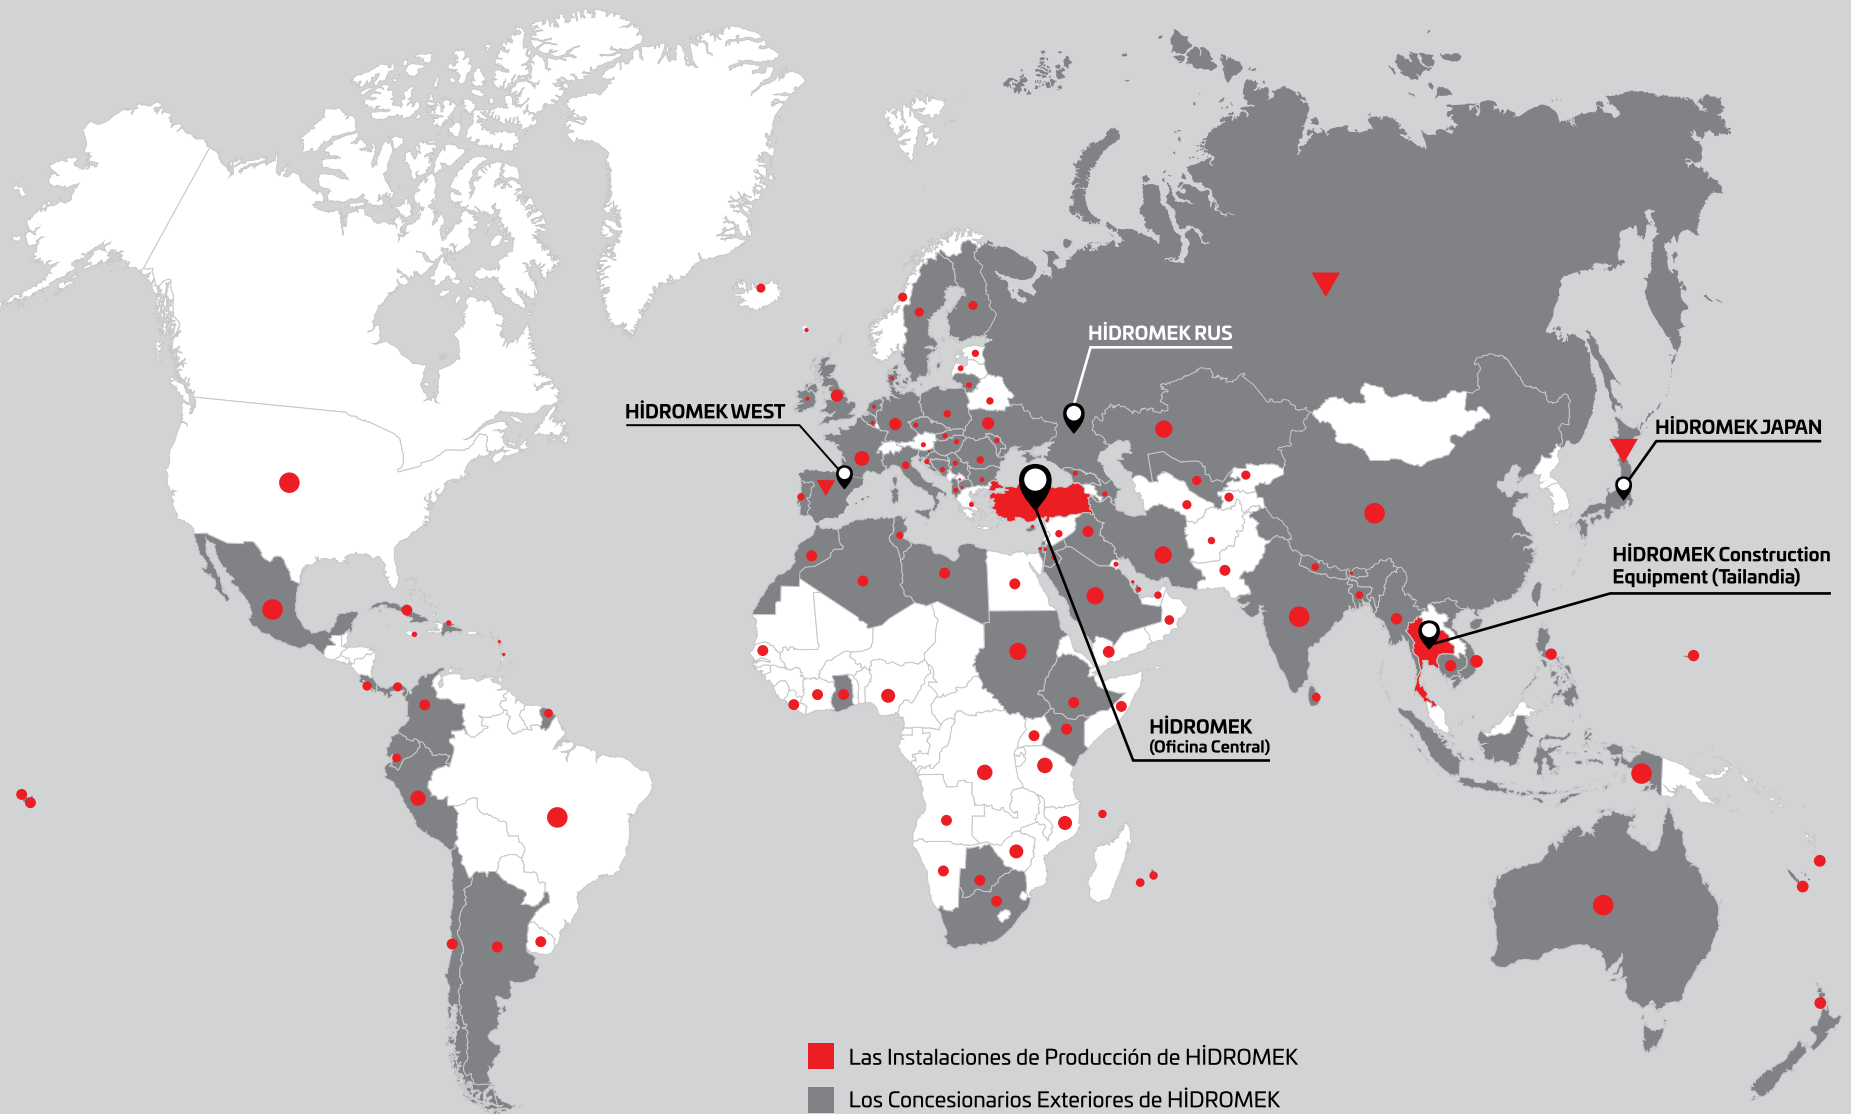 HİDROMEK RUS
HİDROMEK WEST
HİDROMEK JAPAN
HİDROMEK Construction
Equipment (Tailandia)
HİDROMEK
(Oficina Central)
Las Instalaciones de Producción de HİDROMEK
Los Concesionarios Exteriores de HİDROMEK